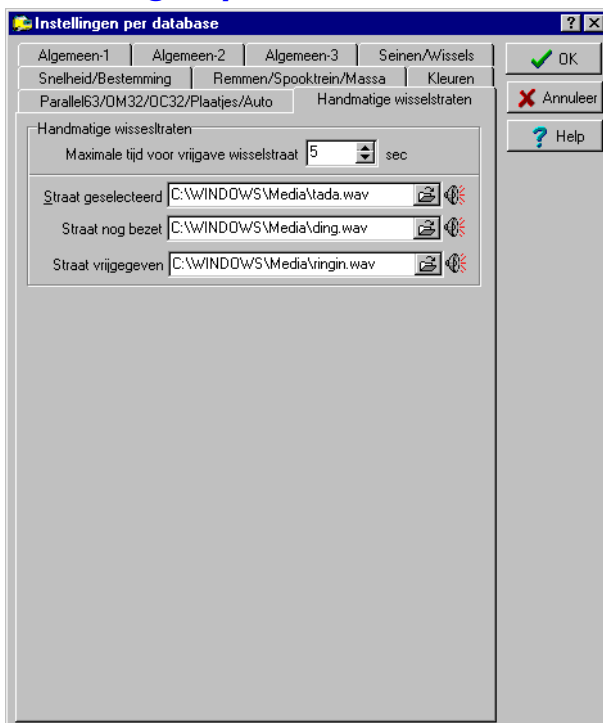 Instellingen per database
Algemeen-1 Algemeen-2 Algemeen-3 Seinen/Wissels
Snelheid/Bestemming Remmen/Spooktrein/Massa Kleuren
Parallel63/OM32/OC32/Plaatjes/Auto Handmatige wisselstraten
OK
Annuleer
Help
Handmatige wissesltraten
Maximale tijd voor vrijgave wisselstraat 5 sec
Straat geselecteerd C:\WINDOWS\Media\tada.wav
Straat nog bezet C:\WINDOWS\Media\ding.wav
Straat vrijgegeven C:\WINDOWS\Media\ringin.wav